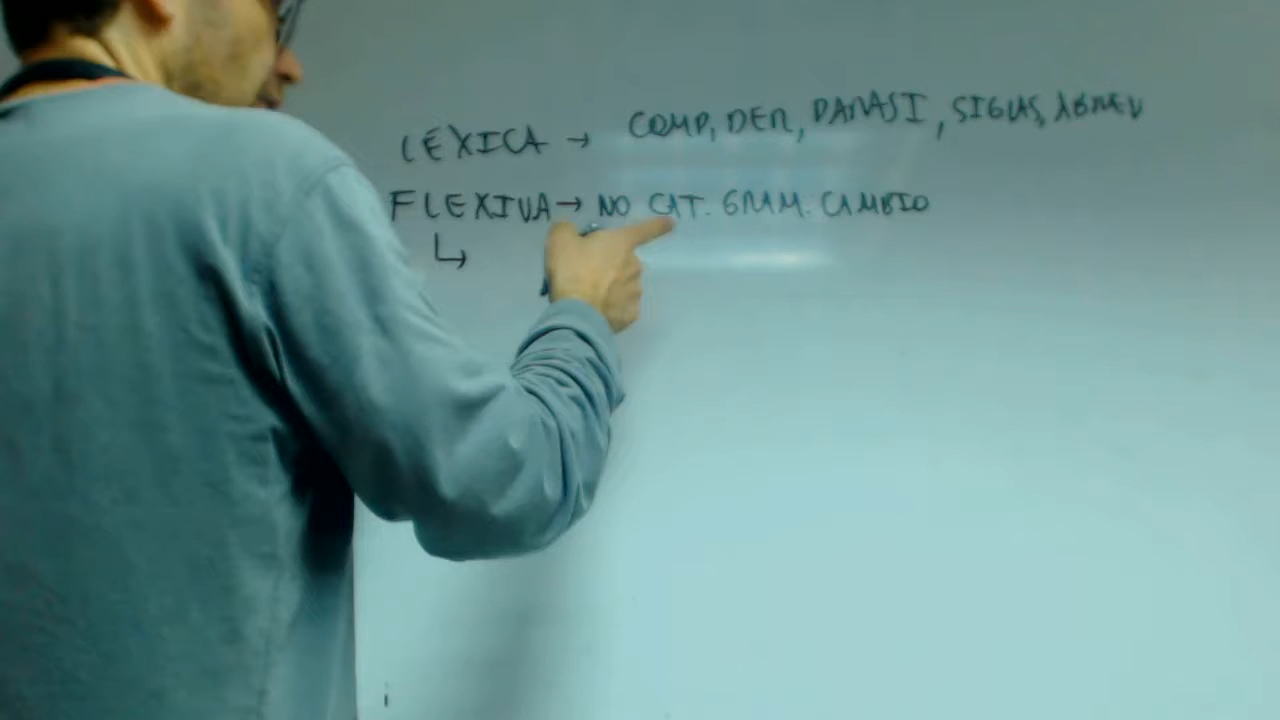 LEXICA → COMP, DER, PARASI, SIGLAS, ABREV
FLEXIVA → NO CAT. GRAM. CAMBIO
↳